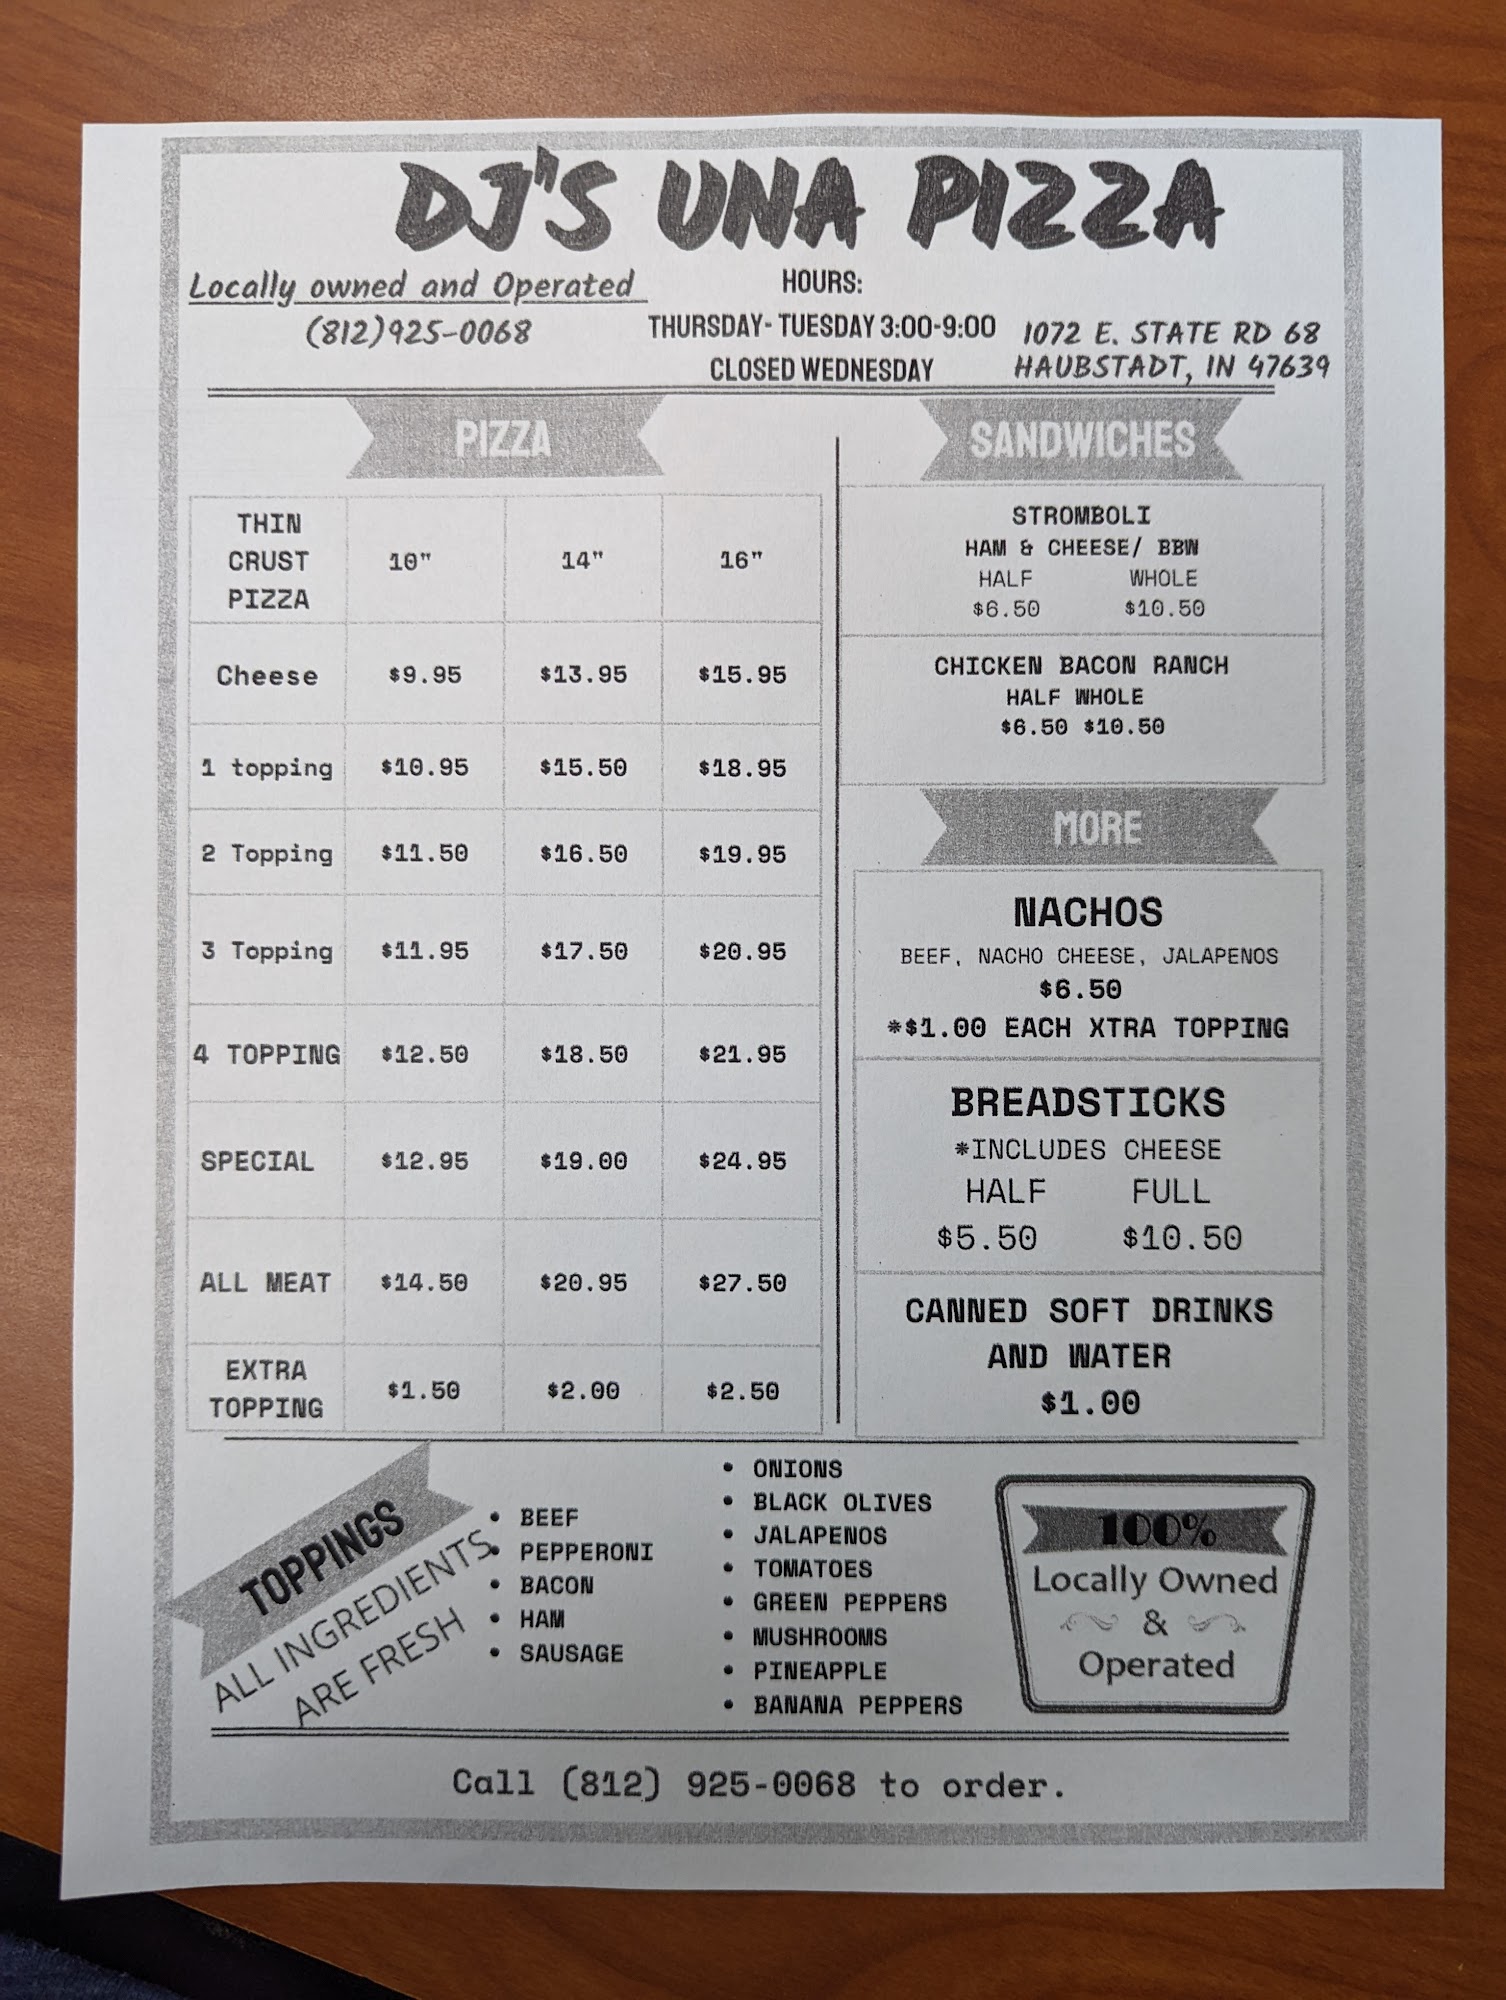 DJ'S UNA PIZZA
Locally owned and Operated
(812)925-0068
HOURS:
THURSDAY- TUESDAY 3:00-9:00
CLOSED WEDNESDAY
1072 E. STATE RD 68
HAUBSTADT, IN 47639
PIZZA
THIN CRUST PIZZA 10" 14" 16"
Cheese $9.95 $13.95 $15.95
1 topping $10.95 $15.50 $18.95
2 Topping $11.50 $16.50 $19.95
3 Topping $11.95 $17.50 $20.95
4 TOPPING $12.50 $18.50 $21.95
SPECIAL $12.95 $19.00 $24.95
ALL MEAT $14.50 $20.95 $27.50
EXTRA TOPPING $1.50 $2.00 $2.50
SANDWICHES
STROMBOLI
HAM & CHEESE/ BBW
HALF WHOLE
$6.50 $10.50
CHICKEN BACON RANCH
HALF WHOLE
$6.50 $10.50
MORE
NACHOS
BEEF, NACHO CHEESE, JALAPENOS
$6.50
*$1.00 EACH XTRA TOPPING
BREADSTICKS
*INCLUDES CHEESE
HALF FULL
$5.50 $10.50
CANNED SOFT DRINKS
AND WATER
$1.00
TOPPINGS
ALL INGREDIENTS
ARE FRESH
• BEEF
• PEPPERONI
• BACON
• HAM
• SAUSAGE
• ONIONS
• BLACK OLIVES
• JALAPENOS
• TOMATOES
• GREEN PEPPERS
• MUSHROOMS
• PINEAPPLE
• BANANA PEPPERS
100%
Locally Owned
&
Operated
Call (812) 925-0068 to order.